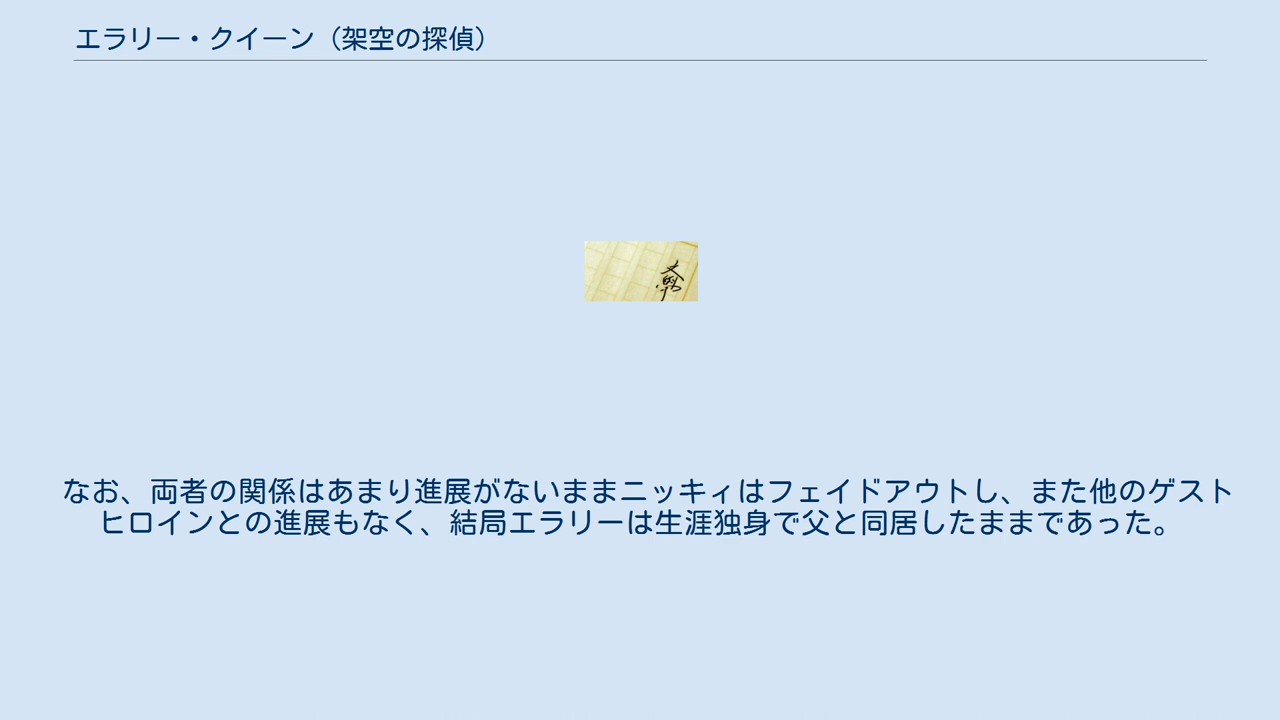 エラリー・クイーン（架空の探偵）
なお、両者の関係はあまり進展がないままニッキィはフェイドアウトし、また他のゲスト
ヒロインとの進展もなく、結局エラリーは生涯独身で父と同居したままであった。